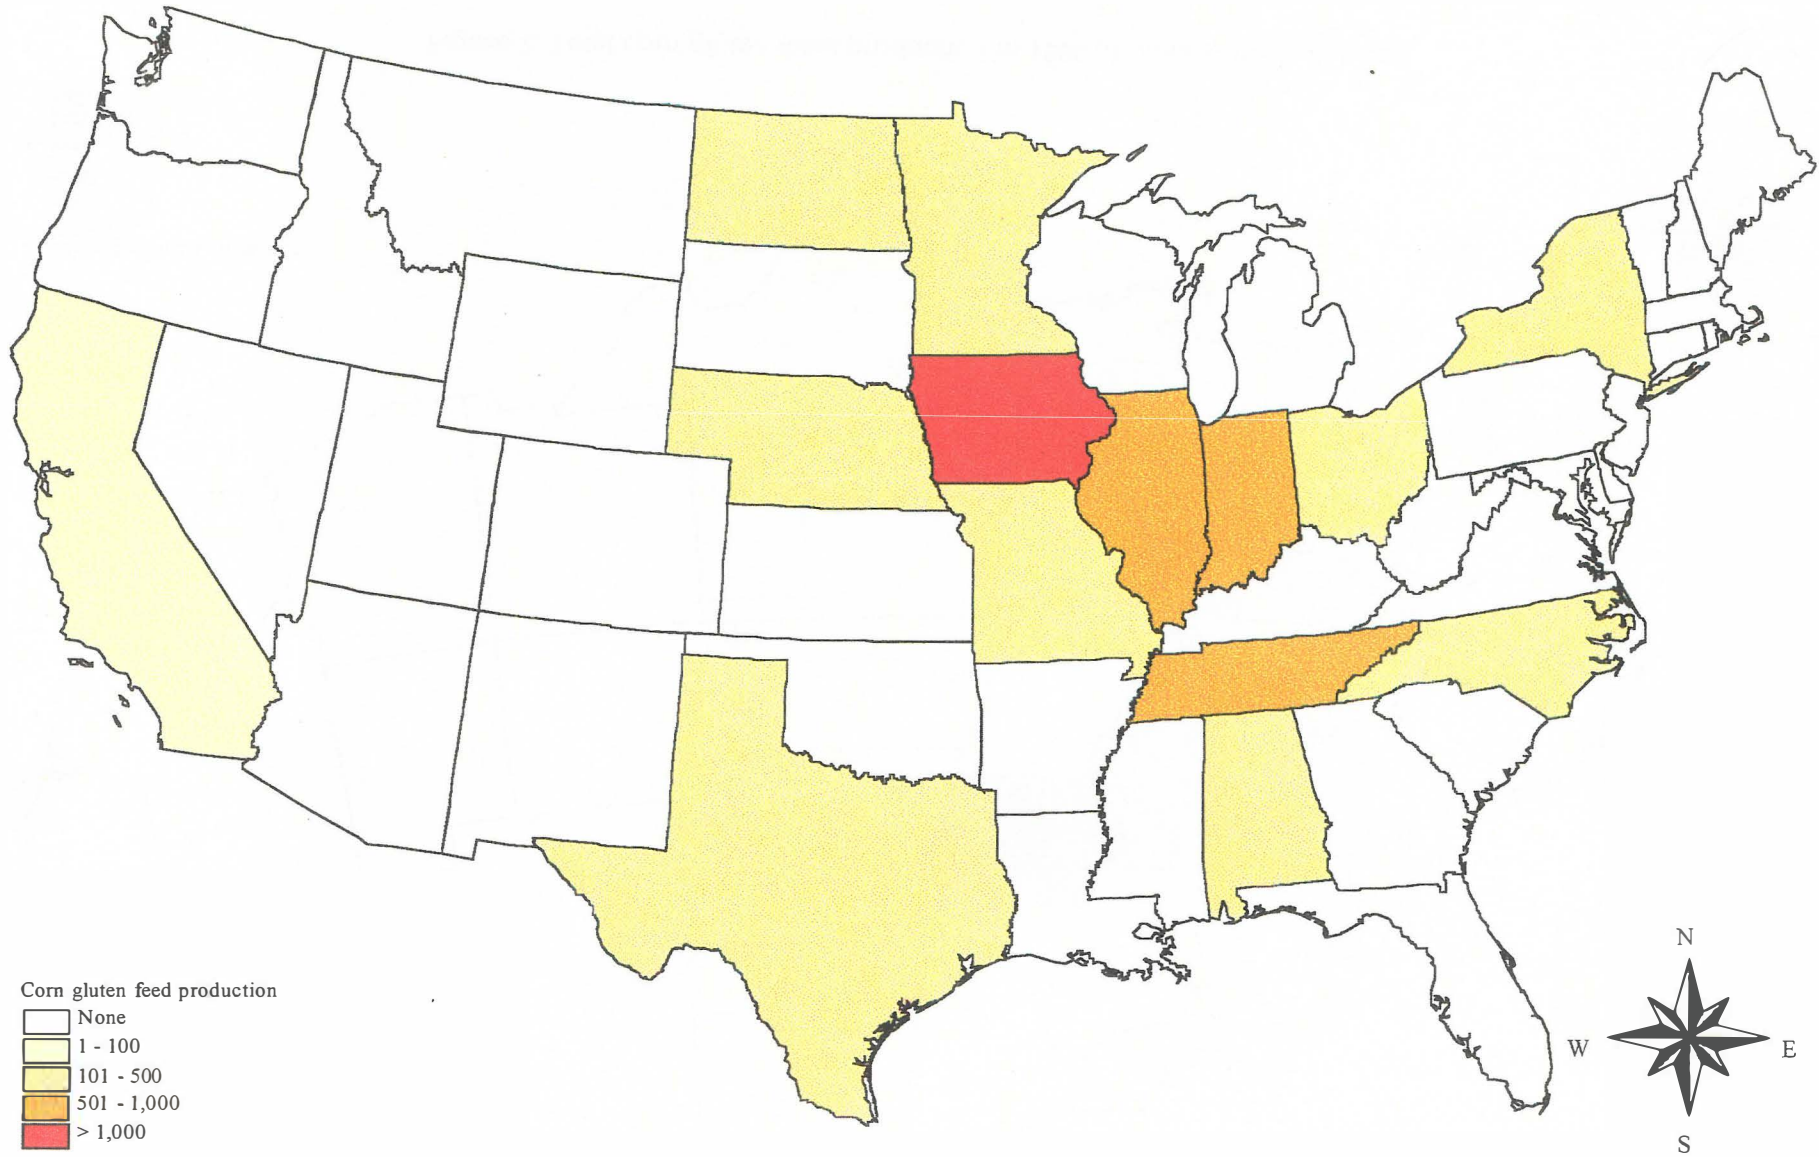 Corn gluten feed production
None
1 - 100
101 - 500
501 - 1,000
> 1,000
N
W
E
S